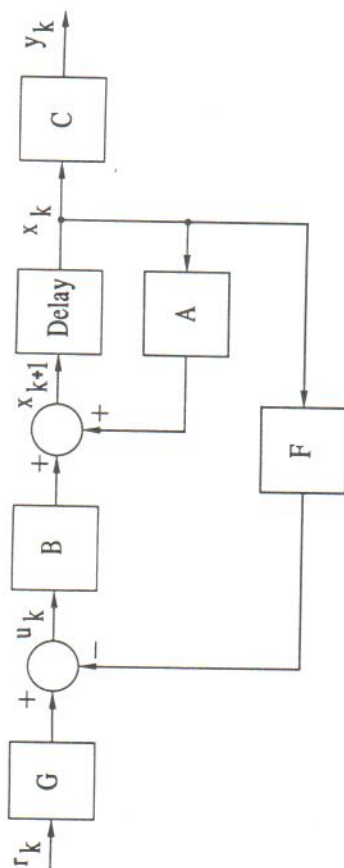 r_k
G
+
−
u_k
B
+
+
x_{k+1}
Delay
x_k
C
y_k
A
F